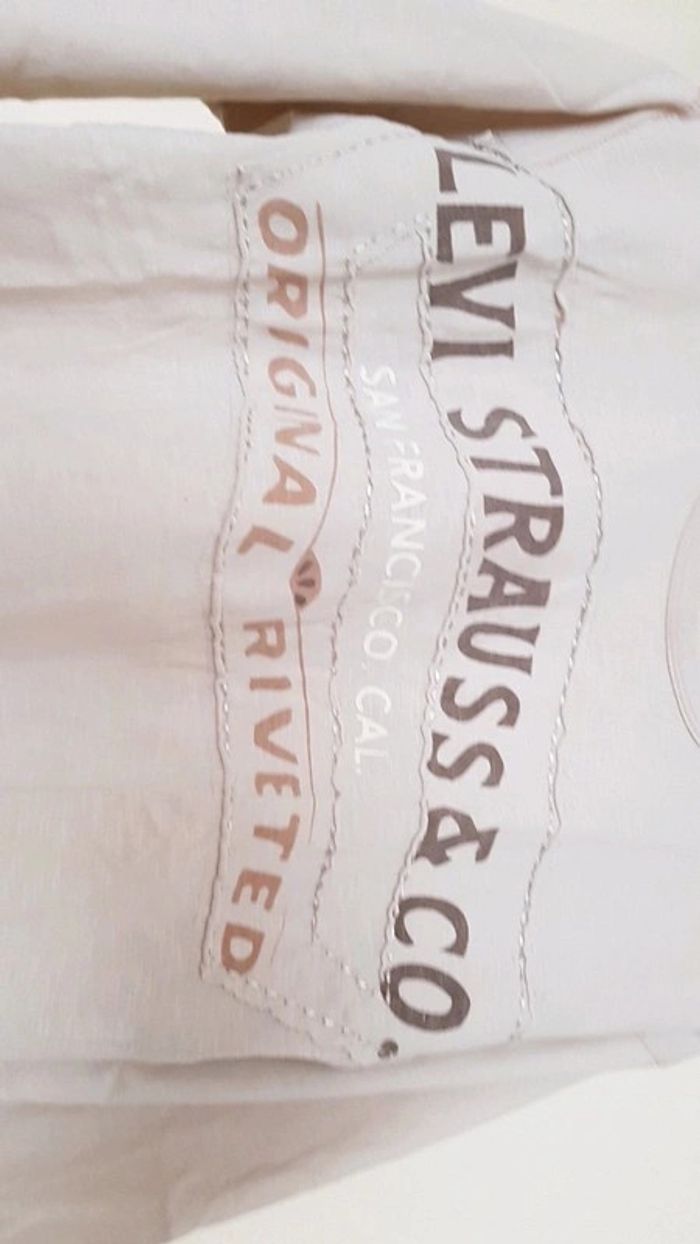 LEVI STRAUSS & CO
SAN FRANCISCO, CAL.
ORIGINAL RIVETED